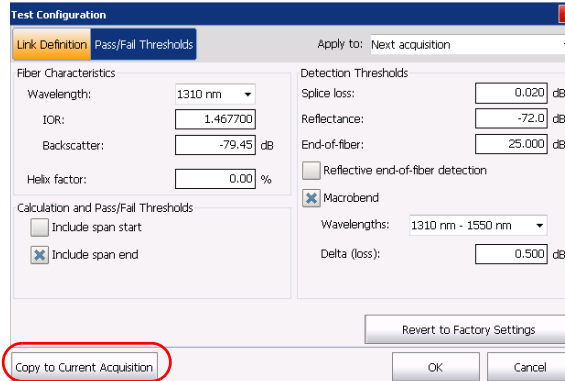 Test Configuration
Link Definition Pass/Fail Thresholds
Apply to: Next acquisition
Fiber Characteristics
Wavelength: 1310 nm
IOR: 1.467700
Backscatter: -79.45 dB
Helix factor: 0.00 %
Calculation and Pass/Fail Thresholds
Include span start
Include span end
Detection Thresholds
Splice loss: 0.020 dB
Reflectance: -72.0 dB
End-of-fiber: 25.000 dB
Reflective end-of-fiber detection
Macrobend
Wavelengths: 1310 nm - 1550 nm
Delta (loss): 0.500 dB
Revert to Factory Settings
Copy to Current Acquisition
OK
Cancel